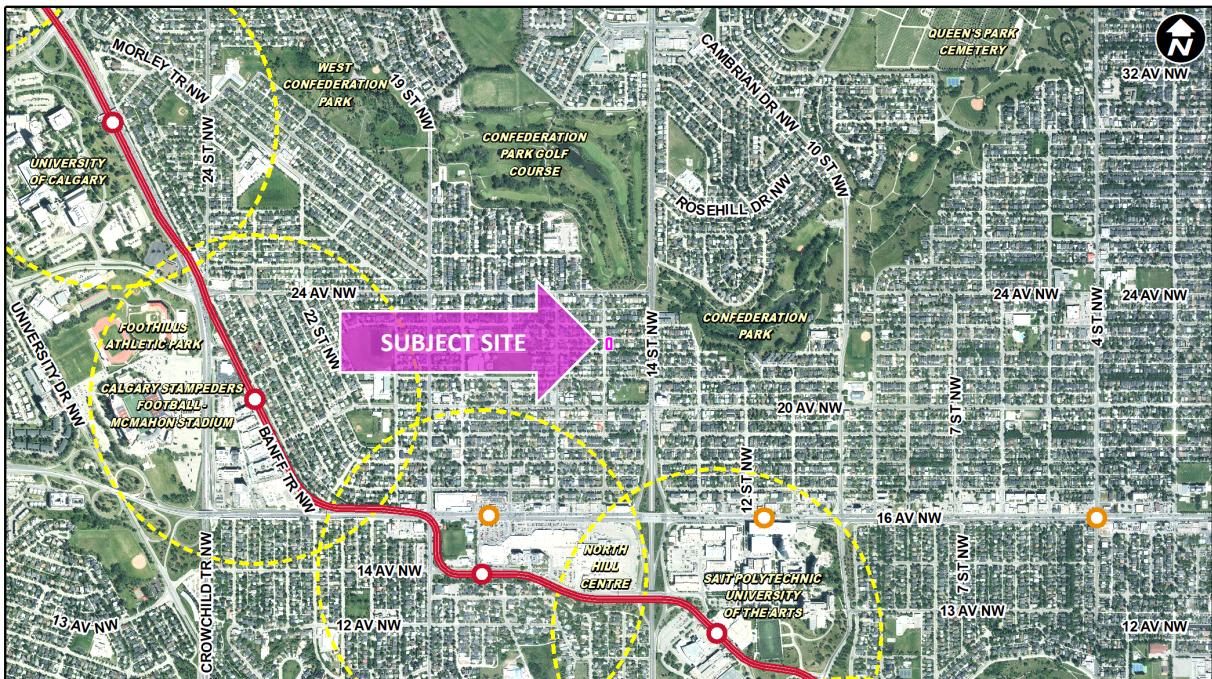 N
MORLEY TR NW
WEST
CONFEDERATION
PARK
19 ST NW
CAMBRIAN DR NW
QUEEN'S PARK
CEMETERY
32 AV NW
UNIVERSITY
OF CALGARY
24 ST NW
CONFEDERATION
PARK GOLF
COURSE
10 ST NW
ROSEHILL DR NW
24 AV NW
24 AV NW
24 AV NW
UNIVERSITY DR NW
FOOTHILLS
ATHLETIC PARK
22 ST NW
SUBJECT SITE
14 ST NW
CONFEDERATION
PARK
4 ST NW
CALGARY STAMPEDERS
FOOTBALL -
MCMAHON STADIUM
7 ST NW
20 AV NW
BANFF TR NW
12 ST NW
16 AV NW
CROWCHILD TR NW
14 AV NW
NORTH
HILL
CENTRE
SAIT POLYTECHNIC
UNIVERSITY
OF THE ARTS
7 ST NW
13 AV NW
12 AV NW
13 AV NW
12 AV NW